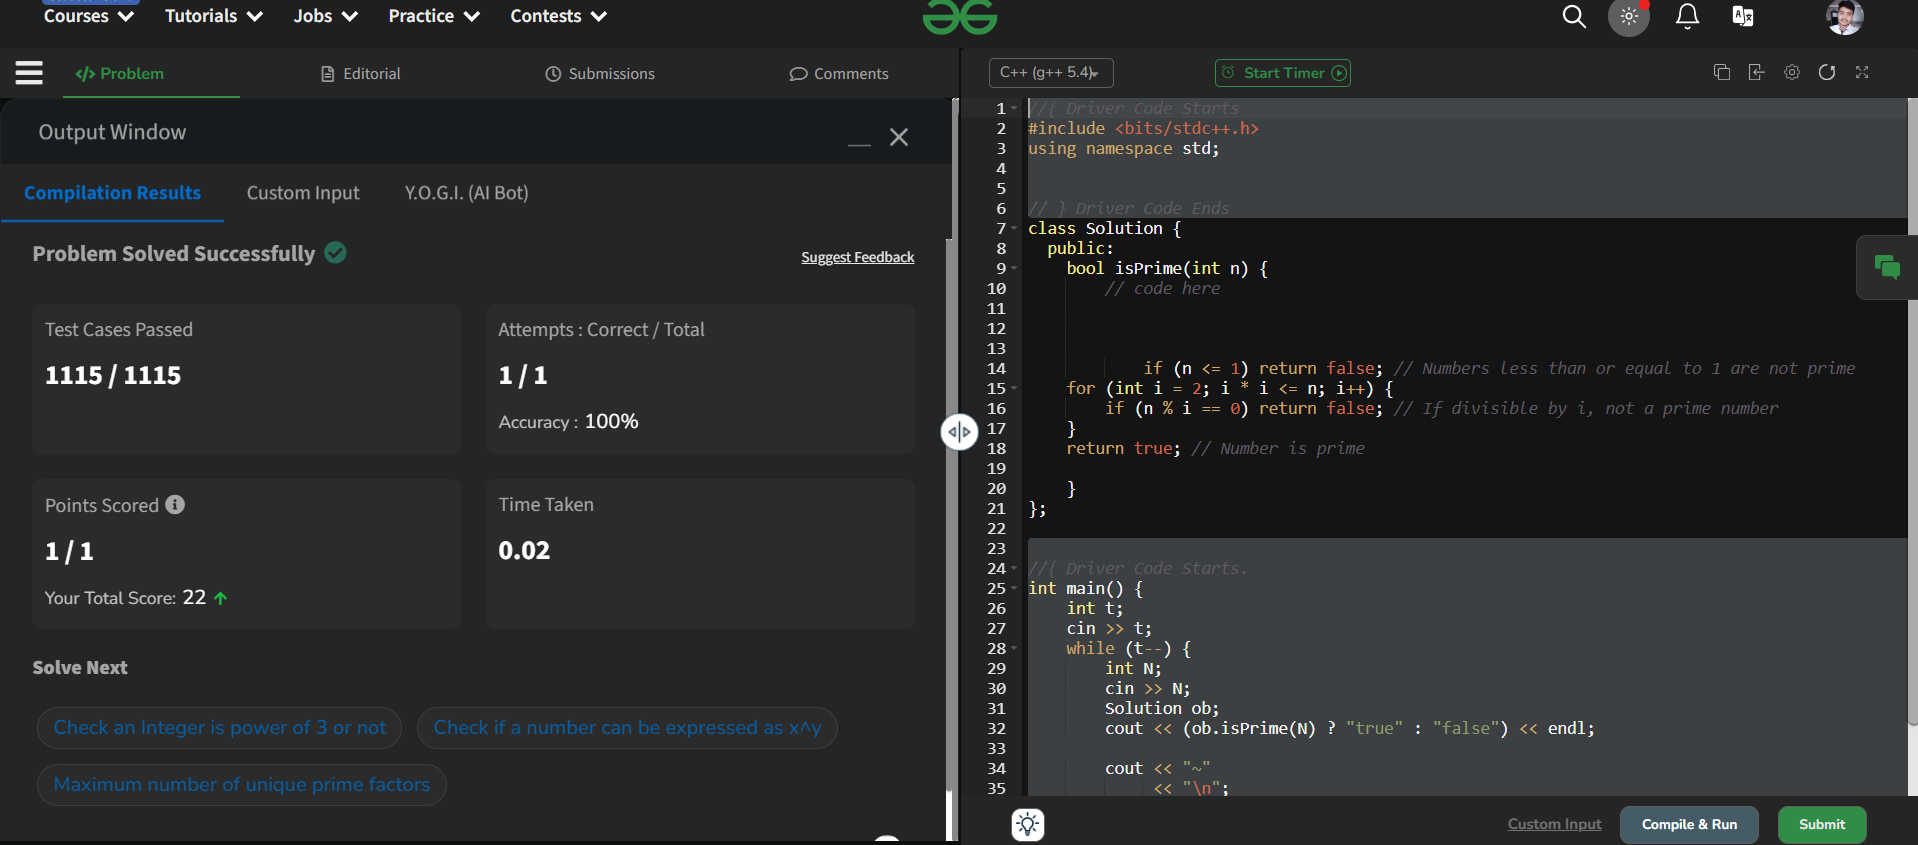 Courses Tutorials Jobs Practice Contests
Problem Editorial Submissions Comments
Output Window
Compilation Results Custom Input Y.O.G.I. (AI Bot)
Problem Solved Successfully
Suggest Feedback
Test Cases Passed
1115 / 1115
Attempts : Correct / Total
1 / 1
Accuracy : 100%
Points Scored
1 / 1
Your Total Score: 22
Time Taken
0.02
Solve Next
Check an Integer is power of 3 or not
Check if a number can be expressed as x^y
Maximum number of unique prime factors
C++ (g++ 5.4)
Start Timer
1 //{ Driver Code Starts
2 #include <bits/stdc++.h>
3 using namespace std;
4
5
6 // } Driver Code Ends
7 class Solution {
8 public:
9 bool isPrime(int n) {
10 // code here
11
12
13
14 if (n <= 1) return false; // Numbers less than or equal to 1 are not prime
15 for (int i = 2; i * i <= n; i++) {
16 if (n % i == 0) return false; // If divisible by i, not a prime number
17 }
18 return true; // Number is prime
19
20 }
21 };
22
23
24 //{ Driver Code Starts.
25 int main() {
26 int t;
27 cin >> t;
28 while (t--) {
29 int N;
30 cin >> N;
31 Solution ob;
32 cout << (ob.isPrime(N) ? "true" : "false") << endl;
33
34 cout << "~"
35 << "\n";
Custom Input Compile & Run Submit